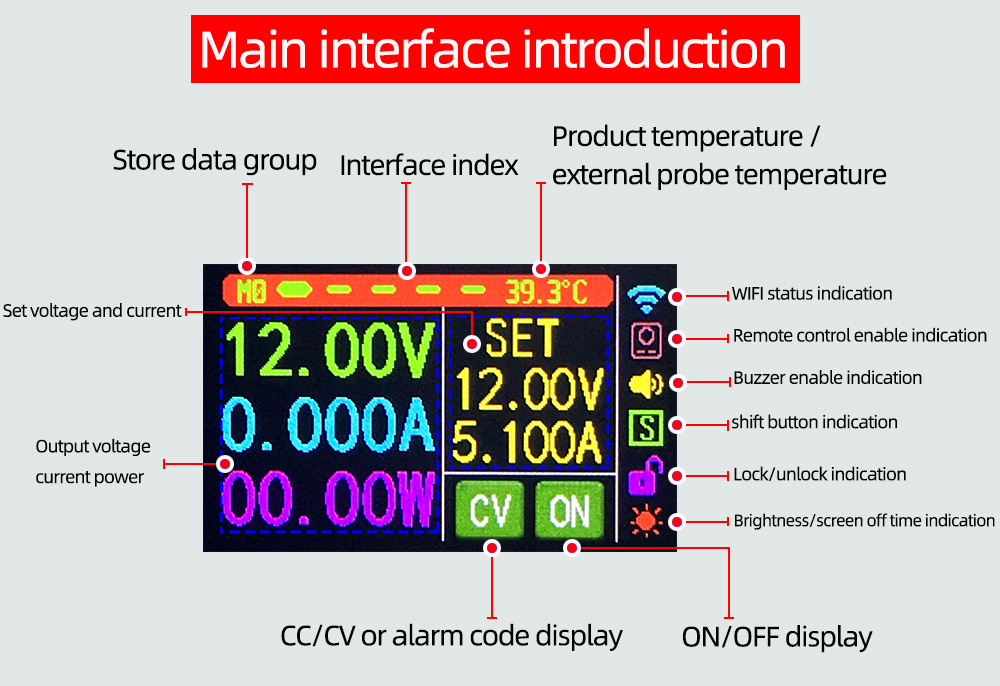 Main interface introduction
Product temperature /
external probe temperature
Store data group
Interface index
M0
39.3°C
WIFI status indication
Set voltage and current
SET
Remote control enable indication
12.00V
12.00V
Buzzer enable indication
0.000A
5.100A
S
shift button indication
Output voltage
current power
00.00W
Lock/unlock indication
CV
ON
Brightness/screen off time indication
CC/CV or alarm code display
ON/OFF display